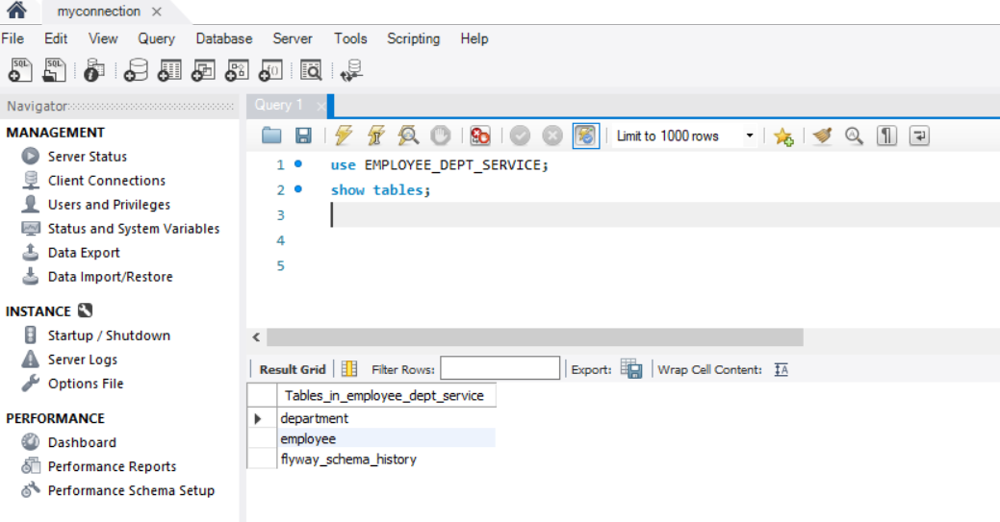 myconnection ×
File Edit View Query Database Server Tools Scripting Help
SQL SQL
Navigator
Query 1 ×
MANAGEMENT
Server Status
Client Connections
Users and Privileges
Status and System Variables
Data Export
Data Import/Restore
INSTANCE
Startup / Shutdown
Server Logs
Options File
PERFORMANCE
Dashboard
Performance Reports
Performance Schema Setup
Limit to 1000 rows
1 use EMPLOYEE_DEPT_SERVICE;
2 show tables;
3
4
5
Result Grid Filter Rows: Export: Wrap Cell Content: IA
Tables_in_employee_dept_service
department
employee
flyway_schema_history